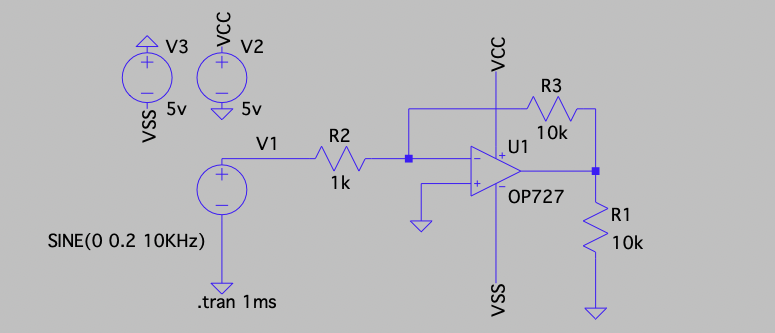 V3
VCC
V2
5v
VSS
5v
V1
R2
1k
SINE(0 0.2 10KHz)
.tran 1ms
VCC
R3
10k
U1
OP727
VSS
R1
10k